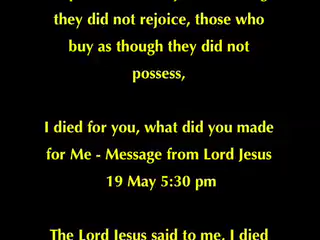 they did not rejoice, those who
buy as though they did not
possess,
I died for you, what did you made
for Me - Message from Lord Jesus
19 May 5:30 pm
The Lord Jesus said to me, I died